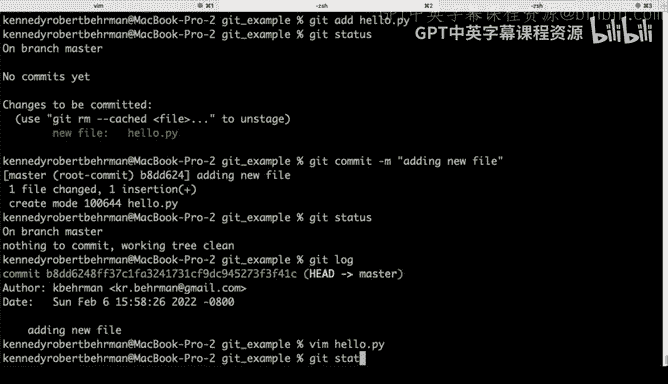 vim ⌘1 -zsh ⌘2 -zsh ⌘3
kennedyrobertbehrman@MacBook-Pro-2 git_example % git add hello.py
kennedyrobertbehrman@MacBook-Pro-2 git_example % git status
On branch master
No commits yet
Changes to be committed:
(use "git rm --cached <file>..." to unstage)
new file: hello.py
kennedyrobertbehrman@MacBook-Pro-2 git_example % git commit -m "adding new file"
[master (root-commit) b8dd624] adding new file
1 file changed, 1 insertion(+)
create mode 100644 hello.py
kennedyrobertbehrman@MacBook-Pro-2 git_example % git status
On branch master
nothing to commit, working tree clean
kennedyrobertbehrman@MacBook-Pro-2 git_example % git log
commit b8dd6248ff37c1fa3241731cf9dc945273f3f41c (HEAD -> master)
Author: kbehrman <kr.behrman@gmail.com>
Date: Sun Feb 6 15:58:26 2022 -0800
adding new file
kennedyrobertbehrman@MacBook-Pro-2 git_example % vim hello.py
kennedyrobertbehrman@MacBook-Pro-2 git_example % git stat
GPT中英字幕课程资源 bilibili